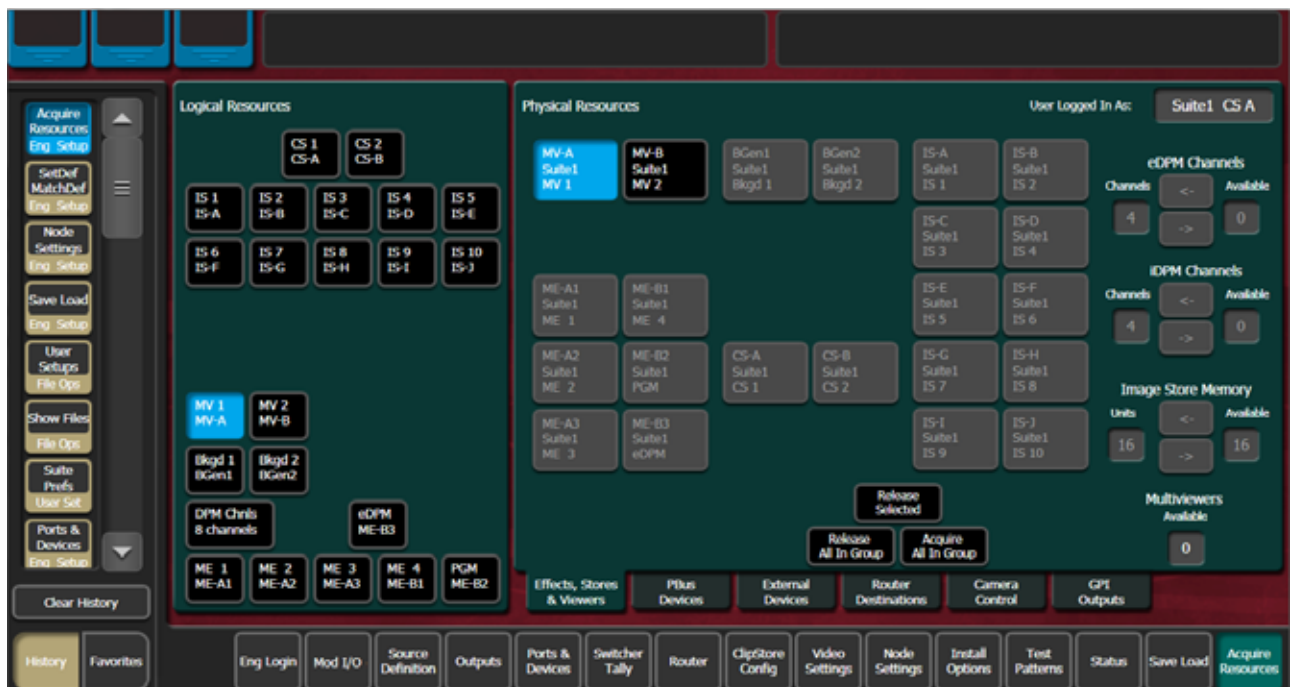 Acquire
Resources
Eng Setup
SetDef
MatchDef
Eng Setup
Node
Settings
Eng Setup
Save Load
Eng Setup
User
Setups
File Ops
Show Files
File Ops
Suite
Prefs
User Set
Ports &
Devices
Eng Setup
Clear History
History
Favorites
Logical Resources
CS 1
CS-A
CS 2
CS-B
IS 1
IS-A
IS 2
IS-B
IS 3
IS-C
IS 4
IS-D
IS 5
IS-E
IS 6
IS-F
IS 7
IS-G
IS 8
IS-H
IS 9
IS-I
IS 10
IS-J
MV 1
MV-A
MV 2
MV-B
Bkgd 1
BGen1
Bkgd 2
BGen2
DPM Chnls
8 channels
eDPM
ME-B3
ME 1
ME-A1
ME 2
ME-A2
ME 3
ME-A3
ME 4
ME-B1
PGM
ME-B2
Physical Resources
User Logged In As:
Suite1 CS A
MV-A
Suite1
MV 1
MV-B
Suite1
MV 2
BGen1
Suite1
Bkgd 1
BGen2
Suite1
Bkgd 2
IS-A
Suite1
IS 1
IS-B
Suite1
IS 2
IS-C
Suite1
IS 3
IS-D
Suite1
IS 4
ME-A1
Suite1
ME 1
ME-B1
Suite1
ME 4
IS-E
Suite1
IS 5
IS-F
Suite1
IS 6
ME-A2
Suite1
ME 2
ME-B2
Suite1
PGM
CS-A
Suite1
CS 1
CS-B
Suite1
CS 2
IS-G
Suite1
IS 7
IS-H
Suite1
IS 8
ME-A3
Suite1
ME 3
ME-B3
Suite1
eDPM
IS-I
Suite1
IS 9
IS-J
Suite1
IS 10
eDPM Channels
Channels
<-
Available
4
->
0
iDPM Channels
Channels
<-
Available
4
->
0
Image Store Memory
Units
<-
Available
16
->
16
Multiviewers
Available
0
Release
Selected
Release
All In Group
Acquire
All In Group
Effects, Stores
& Viewers
PBus
Devices
External
Devices
Router
Destinations
Camera
Control
GPI
Outputs
Eng Login
Mod I/O
Source
Definition
Outputs
Ports &
Devices
Switcher
Tally
Router
ClipStore
Config
Video
Settings
Node
Settings
Install
Options
Test
Patterns
Status
Save Load
Acquire
Resources